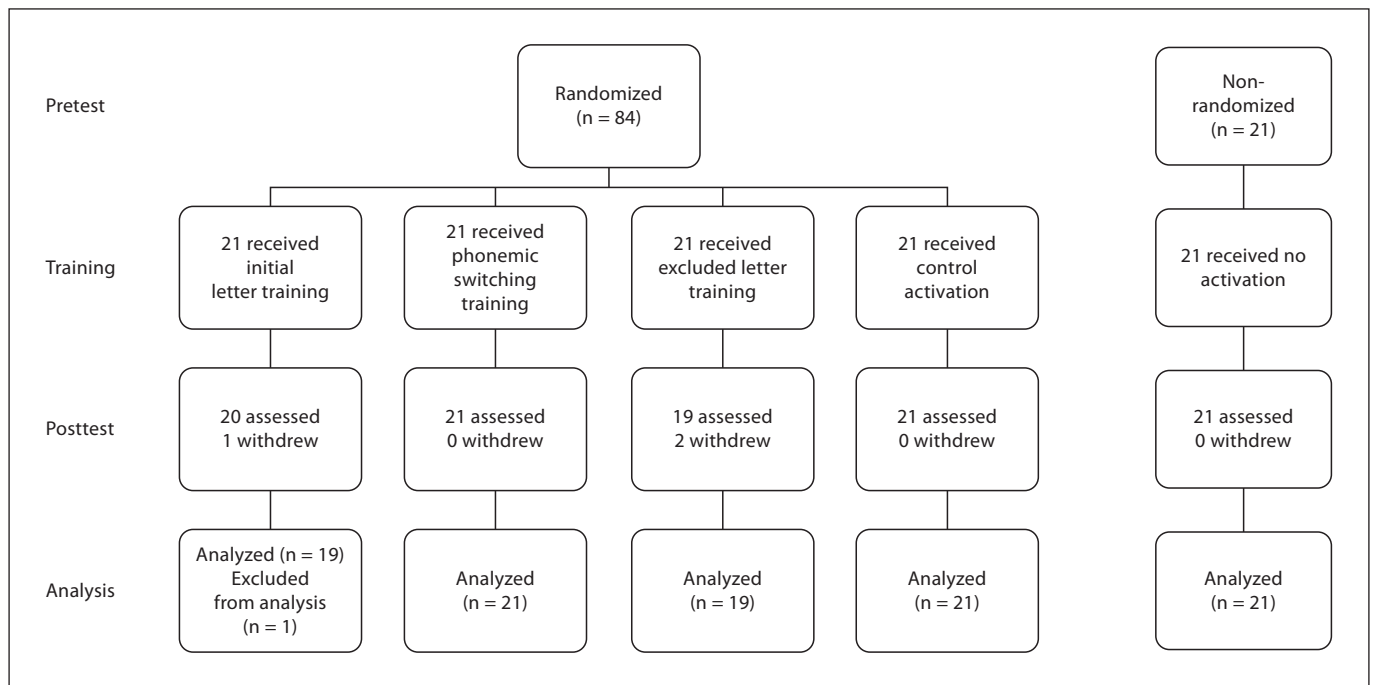 Pretest
Randomized
(n = 84)
Non-
randomized
(n = 21)
Training
21 received
initial
letter training
21 received
phonemic
switching
training
21 received
excluded letter
training
21 received
control
activation
21 received no
activation
Posttest
20 assessed
1 withdrew
21 assessed
0 withdrew
19 assessed
2 withdrew
21 assessed
0 withdrew
21 assessed
0 withdrew
Analysis
Analyzed (n = 19)
Excluded
from analysis
(n = 1)
Analyzed
(n = 21)
Analyzed
(n = 19)
Analyzed
(n = 21)
Analyzed
(n = 21)